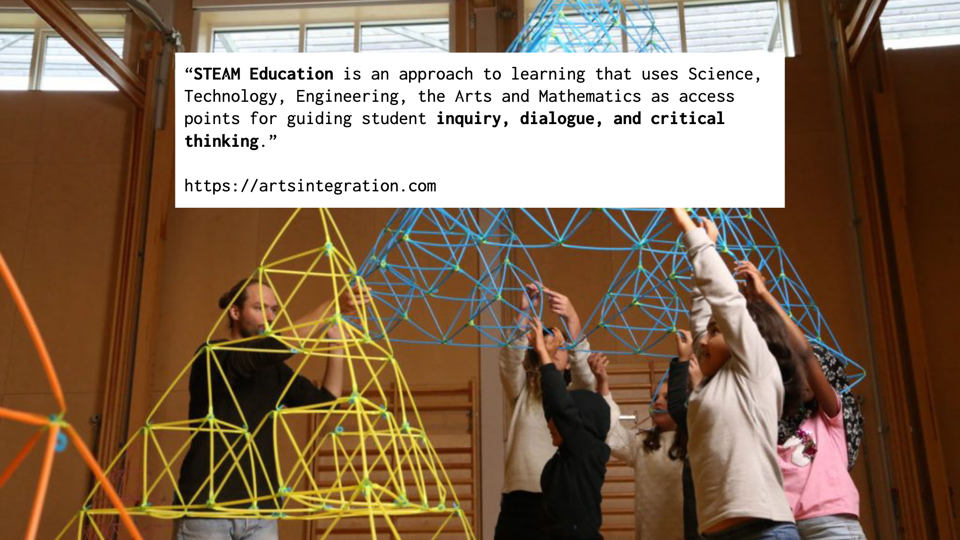 “STEAM Education is an approach to learning that uses Science,
Technology, Engineering, the Arts and Mathematics as access
points for guiding student inquiry, dialogue, and critical
thinking.”
https://artsintegration.com